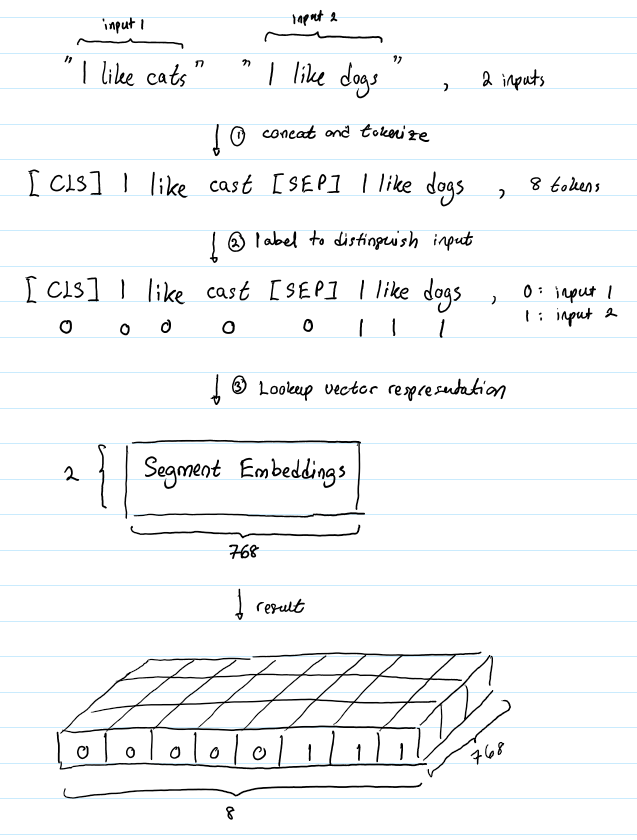 input 1 input 2
"I like cats" "I like dogs" , 2 inputs
① concat and tokenize
[CLS] I like cast [SEP] I like dogs , 8 tokens
② label to distinguish input
[CLS] I like cast [SEP] I like dogs , 0: input 1
0 0 0 0 0 1 1 1 1: input 2
③ Lookup vector respresentation
2 Segment Embeddings
768
result
0 0 0 0 0 1 1 1
768
8